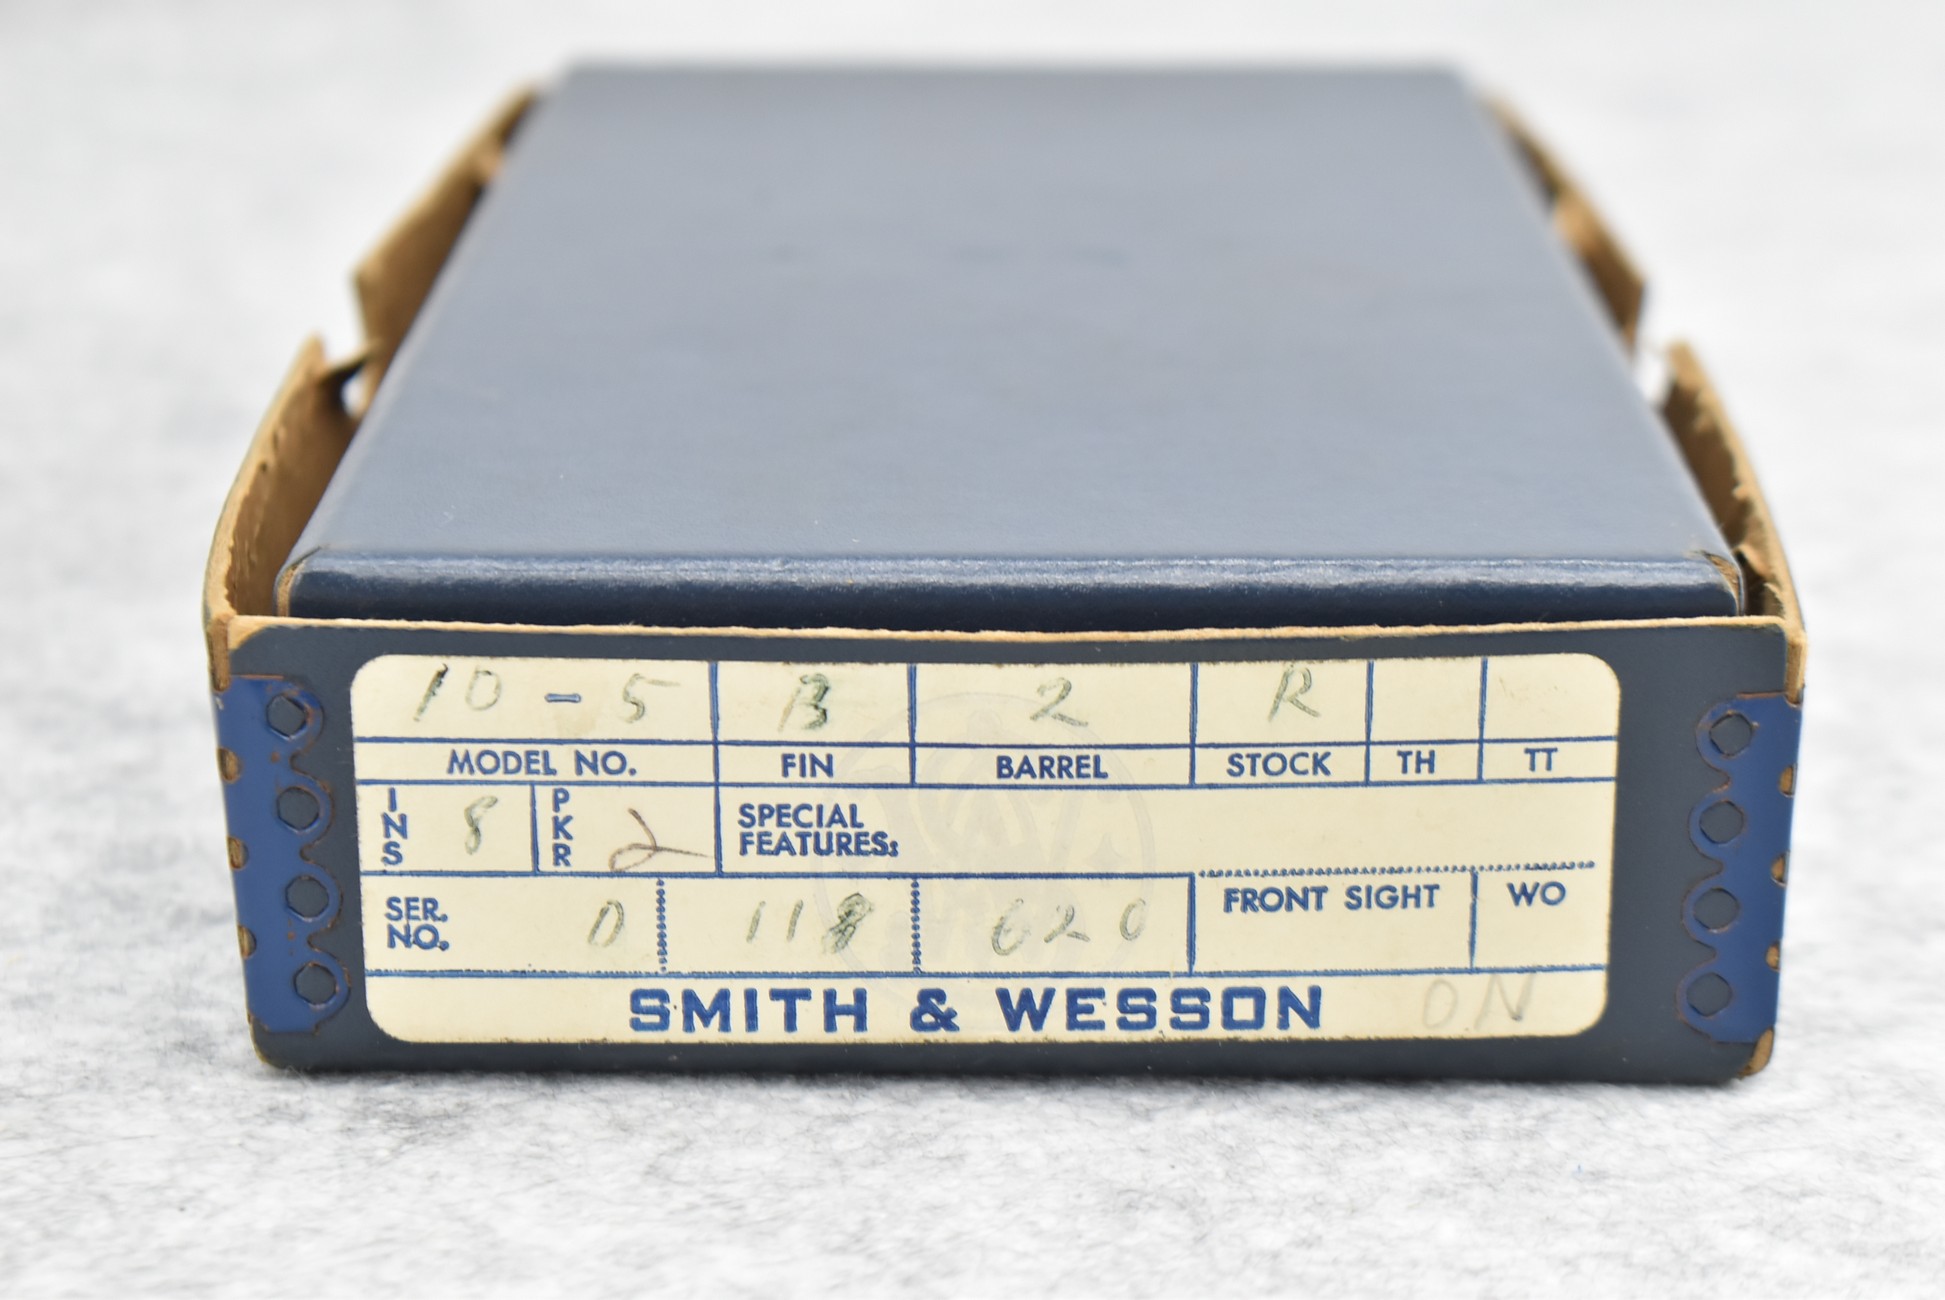 10 - 5 B 2 R
MODEL NO. FIN BARREL STOCK TH TT
INS 8 PKR 2 SPECIAL
FEATURES:
SER. NO. D 118 620 FRONT SIGHT WO
SMITH & WESSON ON